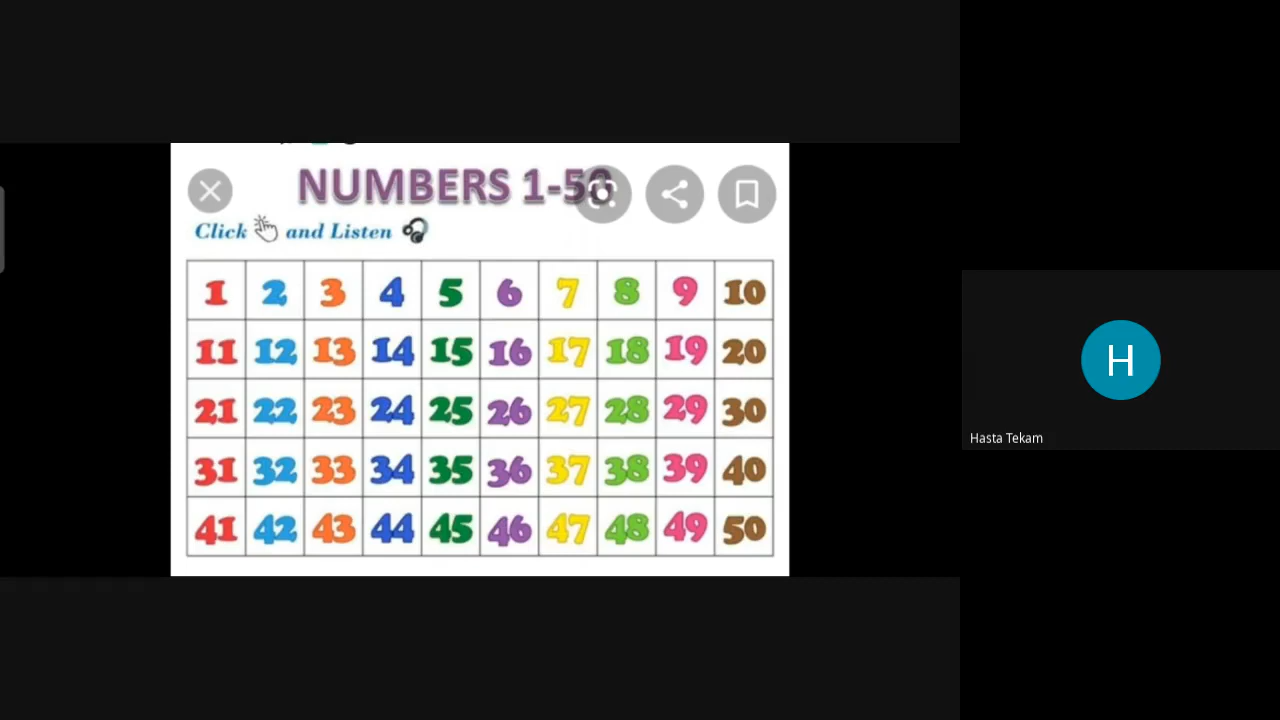 NUMBERS 1-50
Click and Listen
1 2 3 4 5 6 7 8 9 10
11 12 13 14 15 16 17 18 19 20
21 22 23 24 25 26 27 28 29 30
31 32 33 34 35 36 37 38 39 40
41 42 43 44 45 46 47 48 49 50
H
Hasta Tekam